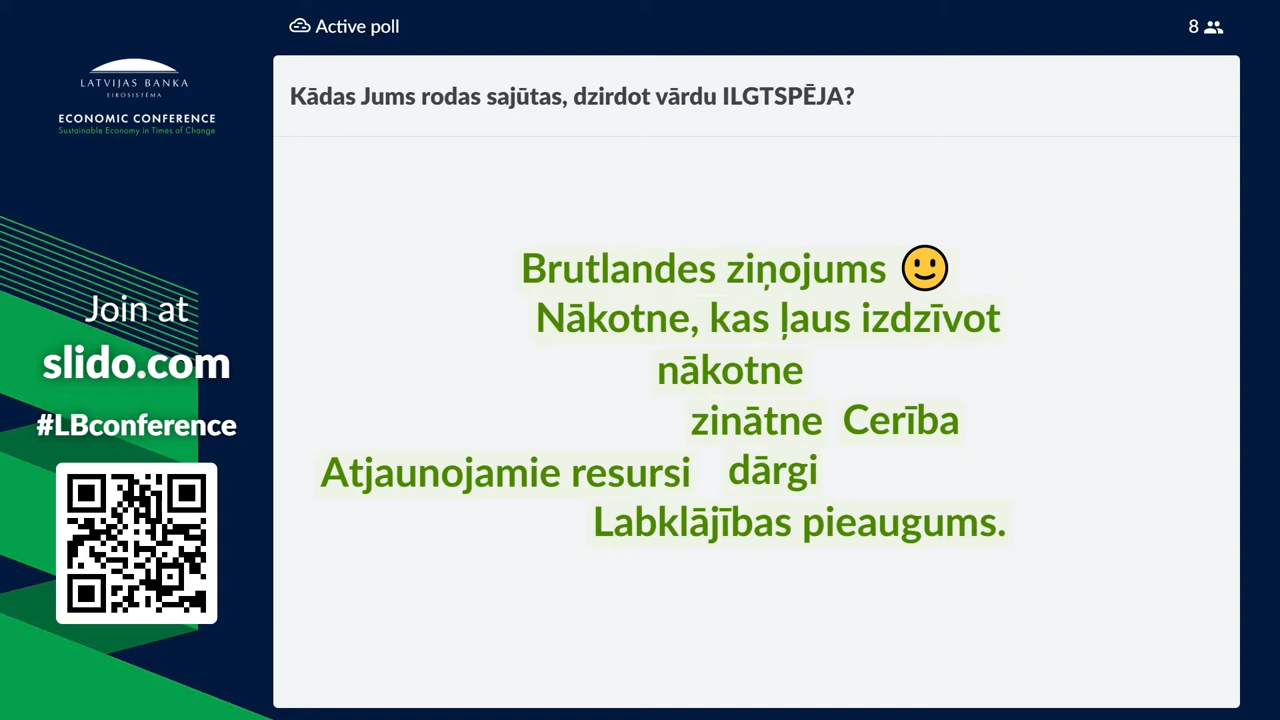 Active poll
8
LATVIJAS BANKA
EIROSISTĒMA
ECONOMIC CONFERENCE
Sustainable Economy in Times of Change
Kādas Jums rodas sajūtas, dzirdot vārdu ILGTSPĒJA?
Join at
slido.com
#LBconference
Brutlandes ziņojums 🙂
Nākotne, kas ļaus izdzīvot
nākotne
zinātne Cerība
Atjaunojamie resursi dārgi
Labklājības pieaugums.